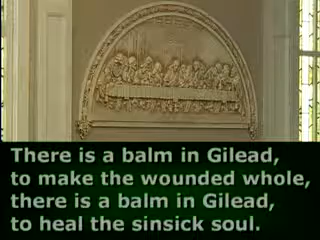 There is a balm in Gilead,
to make the wounded whole,
there is a balm in Gilead,
to heal the sinsick soul.